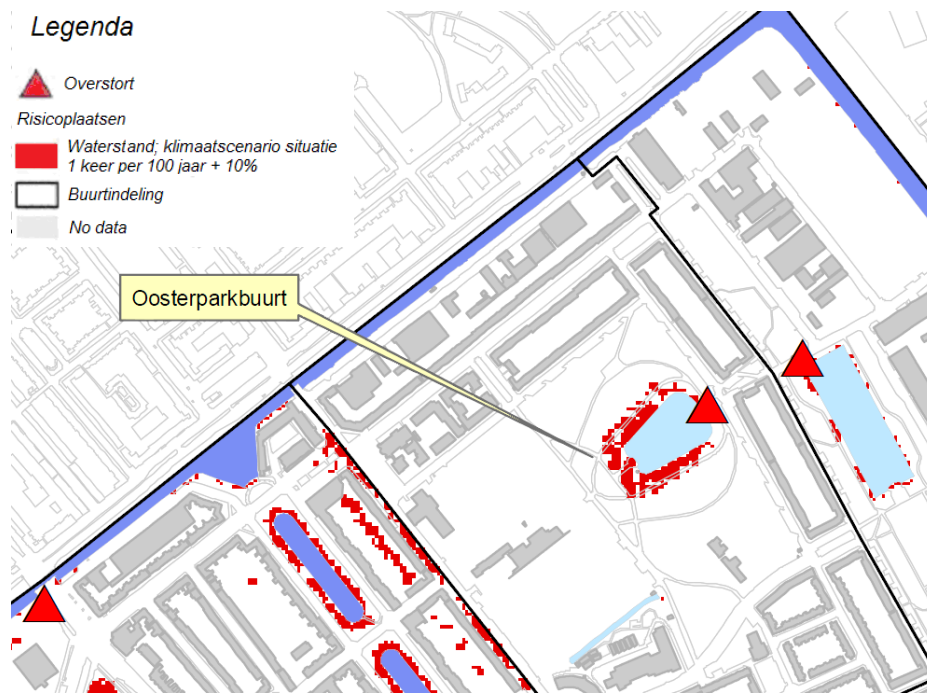 Legenda
Overstort
Risicoplaatsen
Waterstand; klimaatscenario situatie
1 keer per 100 jaar + 10%
Buurtindeling
No data
Oosterparkbuurt